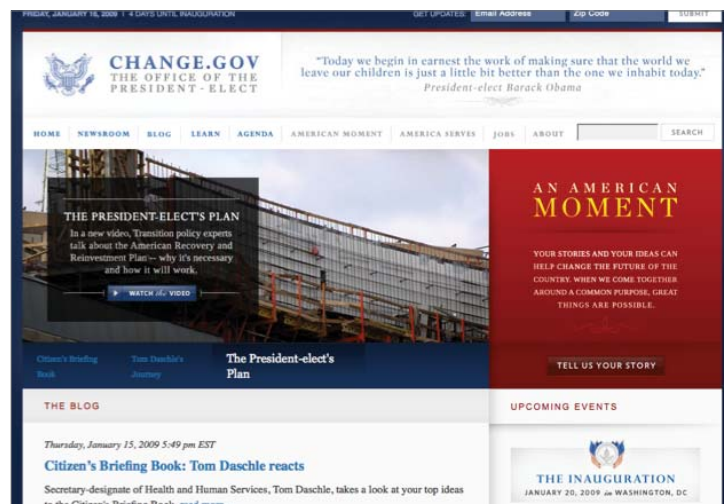 FRIDAY, JANUARY 16, 2009 | 4 DAYS UNTIL INAUGURATION
GET UPDATES: Email Address Zip Code SUBMIT
CHANGE.GOV
THE OFFICE OF THE
PRESIDENT-ELECT
"Today we begin in earnest the work of making sure that the world we
leave our children is just a little bit better than the one we inhabit today."
President-elect Barack Obama
HOME NEWSROOM BLOG LEARN AGENDA AMERICAN MOMENT AMERICA SERVES JOBS ABOUT SEARCH
THE PRESIDENT-ELECT'S PLAN
In a new video, Transition policy experts
talk about the American Recovery and
Reinvestment Plan -- why it's necessary
and how it will work.
WATCH the VIDEO
Citizen's Briefing
Book
Tom Daschle's
Journey
The President-elect's
Plan
AN AMERICAN
MOMENT
YOUR STORIES AND YOUR IDEAS CAN
HELP CHANGE THE FUTURE OF THE
COUNTRY. WHEN WE COME TOGETHER
AROUND A COMMON PURPOSE, GREAT
THINGS ARE POSSIBLE.
TELL US YOUR STORY
THE BLOG
Thursday, January 15, 2009 5:49 pm EST
Citizen's Briefing Book: Tom Daschle reacts
Secretary-designate of Health and Human Services, Tom Daschle, takes a look at your top ideas
in the Citizen's Briefing Book. read more
UPCOMING EVENTS
THE INAUGURATION
JANUARY 20, 2009 in WASHINGTON, DC